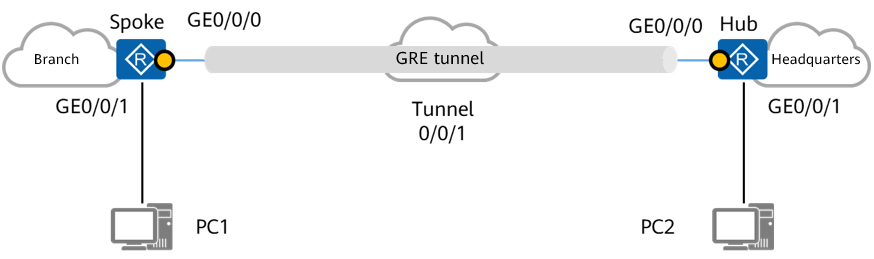 Spoke
GE0/0/0
GE0/0/0
Hub
Branch
R
GRE tunnel
R
Headquarters
GE0/0/1
Tunnel
0/0/1
GE0/0/1
PC1
PC2